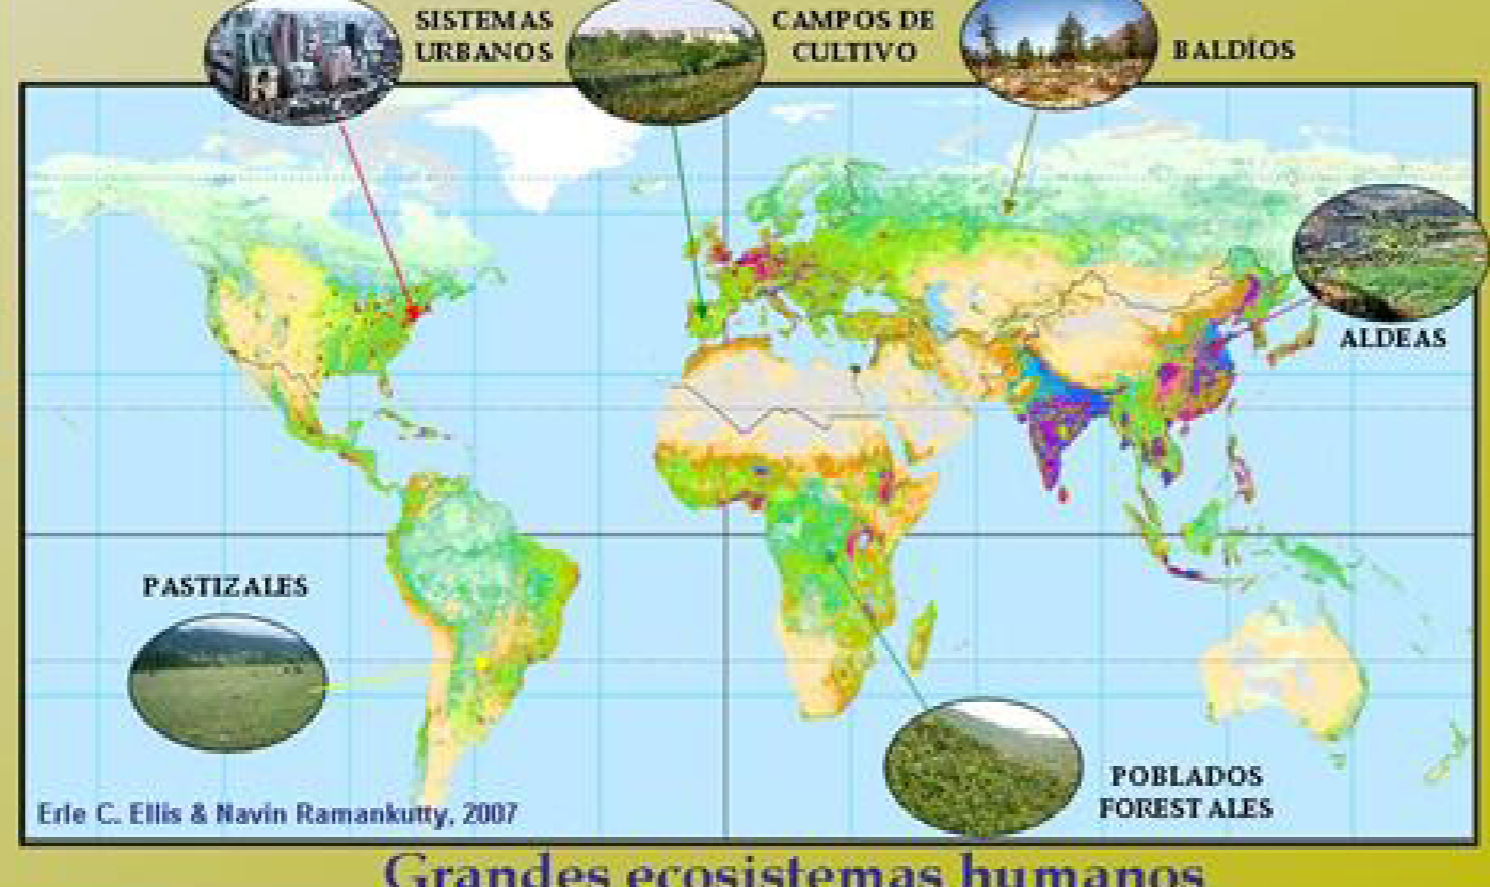 SISTEMAS
URBANOS
CAMPOS DE
CULTIVO
BALDÍOS
ALDEAS
PASTIZALES
POBLADOS
FORESTALES
Erle C. Ellis & Navin Ramankutty, 2007
Grandes ecosistemas humanos